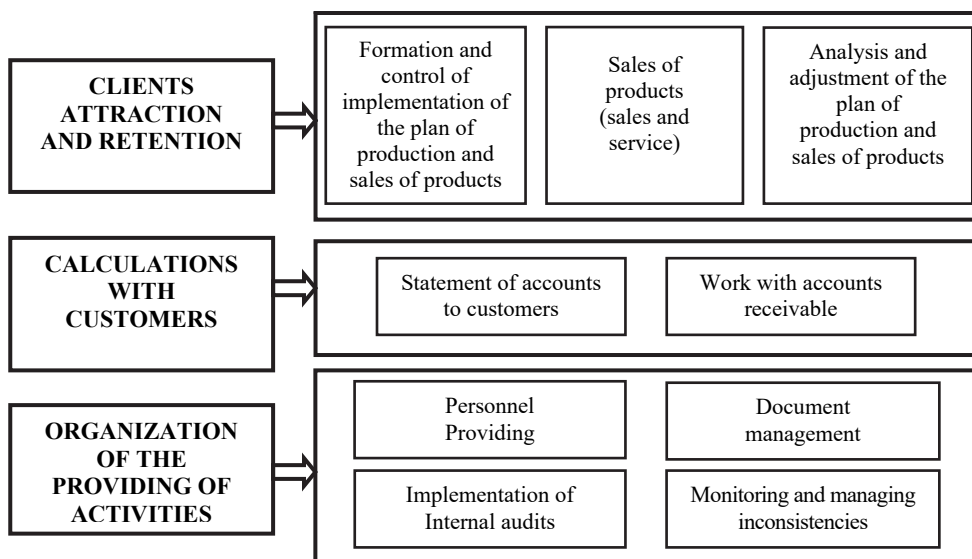 CLIENTS
ATTRACTION
AND RETENTION
Formation and
control of
implementation of
the plan of
production and
sales of products
Sales of
products
(sales and
service)
Analysis and
adjustment of the
plan of
production and
sales of products
CALCULATIONS
WITH
CUSTOMERS
Statement of accounts
to customers
Work with accounts
receivable
ORGANIZATION
OF THE
PROVIDING OF
ACTIVITIES
Personnel
Providing
Document
management
Implementation of
Internal audits
Monitoring and managing
inconsistencies